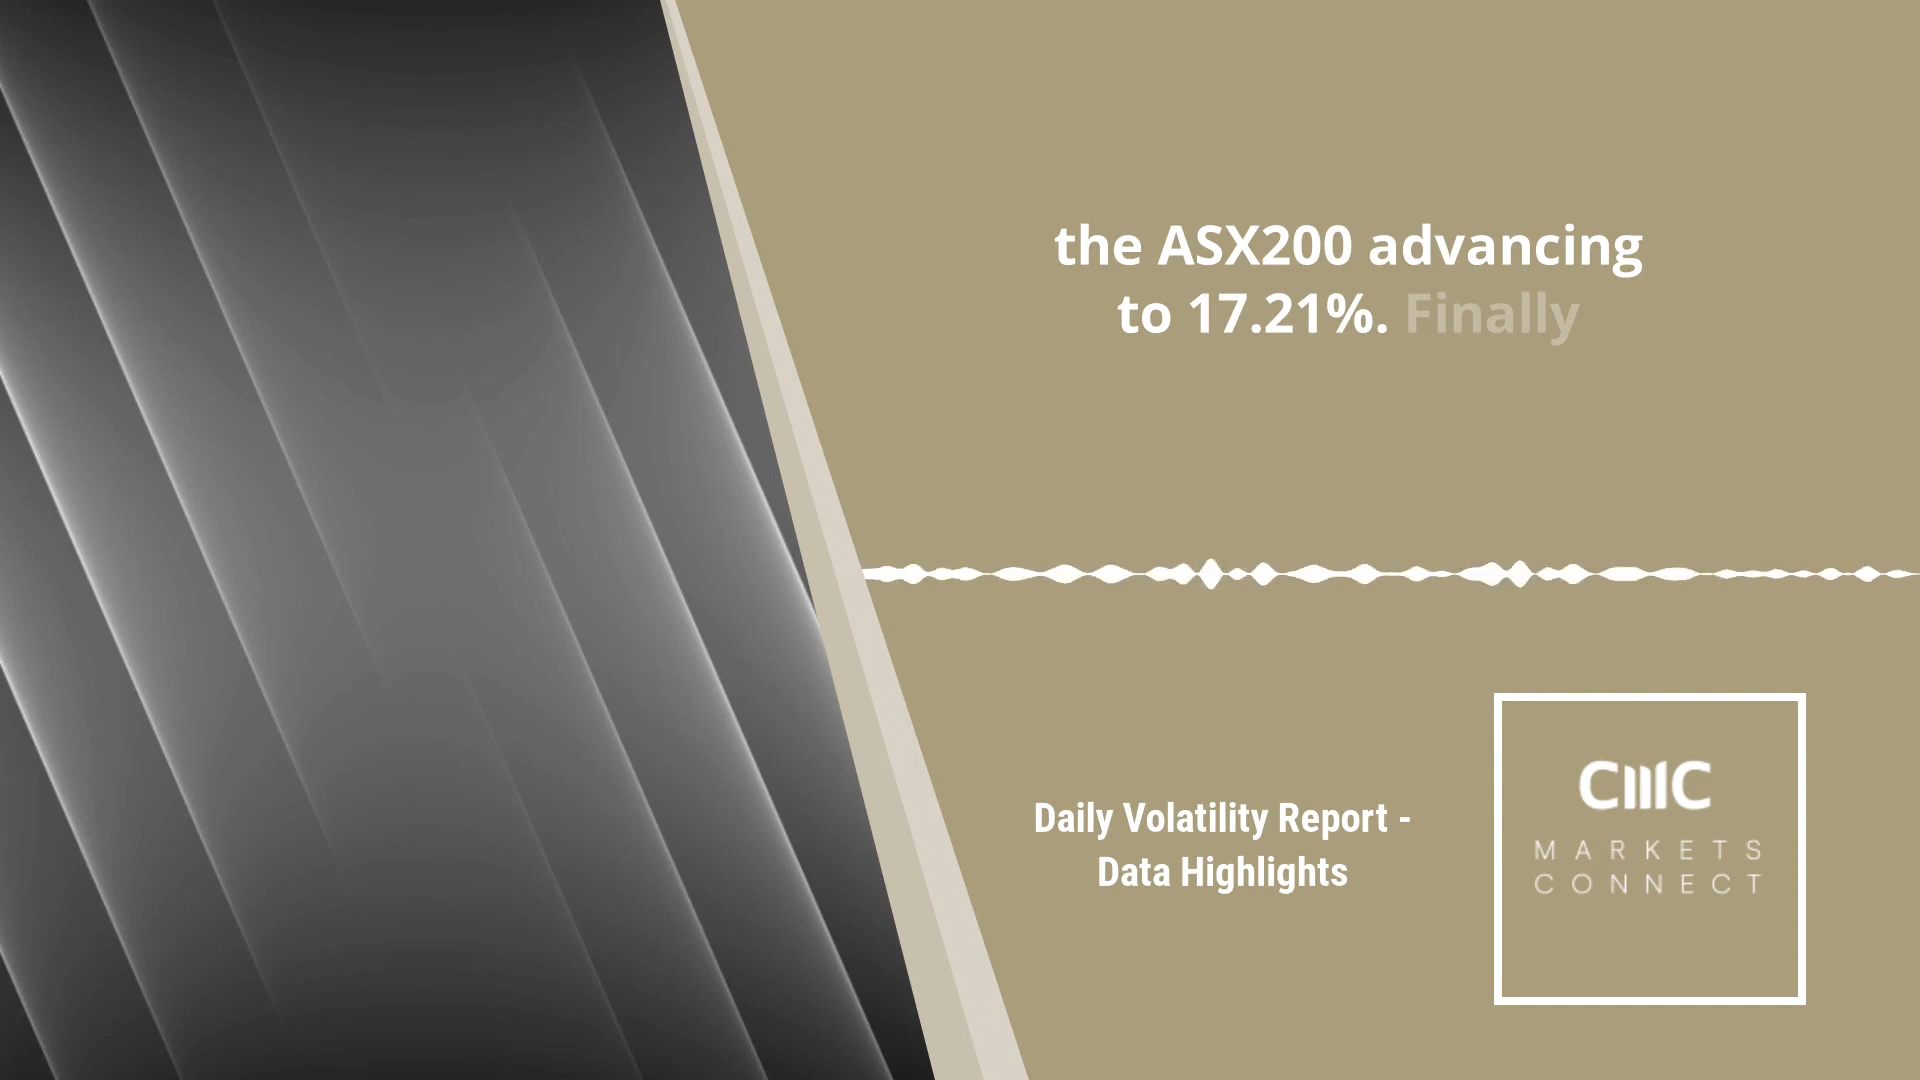 the ASX200 advancing
to 17.21%. Finally
Daily Volatility Report -
Data Highlights
CMC
MARKETS
CONNECT